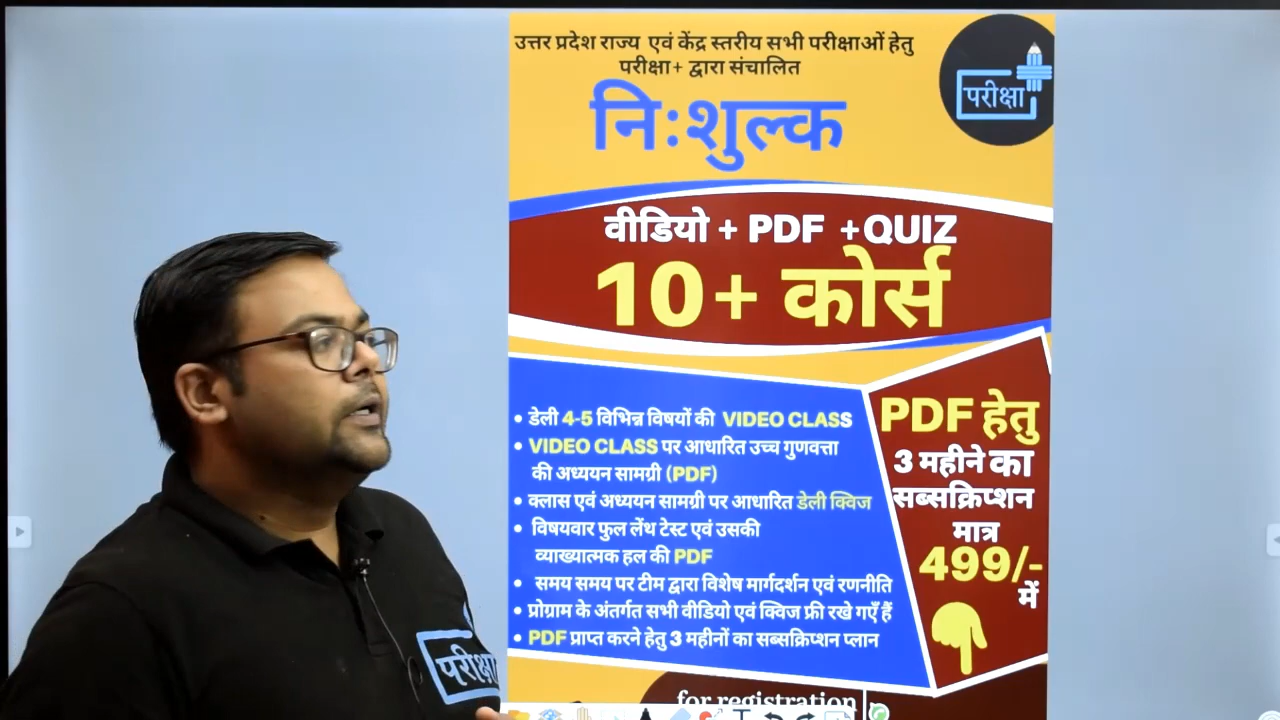 उत्तर प्रदेश राज्य एवं केंद्र स्तरीय सभी परीक्षाओं हेतु
परीक्षा+ द्वारा संचालित
निःशुल्क
परीक्षा
वीडियो + PDF +QUIZ
10+ कोर्स
• डेली 4-5 विभिन्न विषयों की VIDEO CLASS
• VIDEO CLASS पर आधारित उच्च गुणवत्ता
की अध्ययन सामग्री (PDF)
• क्लास एवं अध्ययन सामग्री पर आधारित डेली क्विज
• विषयवार फुल लेंथ टेस्ट एवं उसकी
व्याख्यात्मक हल की PDF
• समय समय पर टीम द्वारा विशेष मार्गदर्शन एवं रणनीति
• प्रोग्राम के अंतर्गत सभी वीडियो एवं क्विज फ्री रखे गएँ हैं
• PDF प्राप्त करने हेतु 3 महीनों का सब्सक्रिप्शन प्लान
PDF हेतु
3 महीने का
सब्सक्रिप्शन
मात्र
499/-
में
for registration
परीक्षा